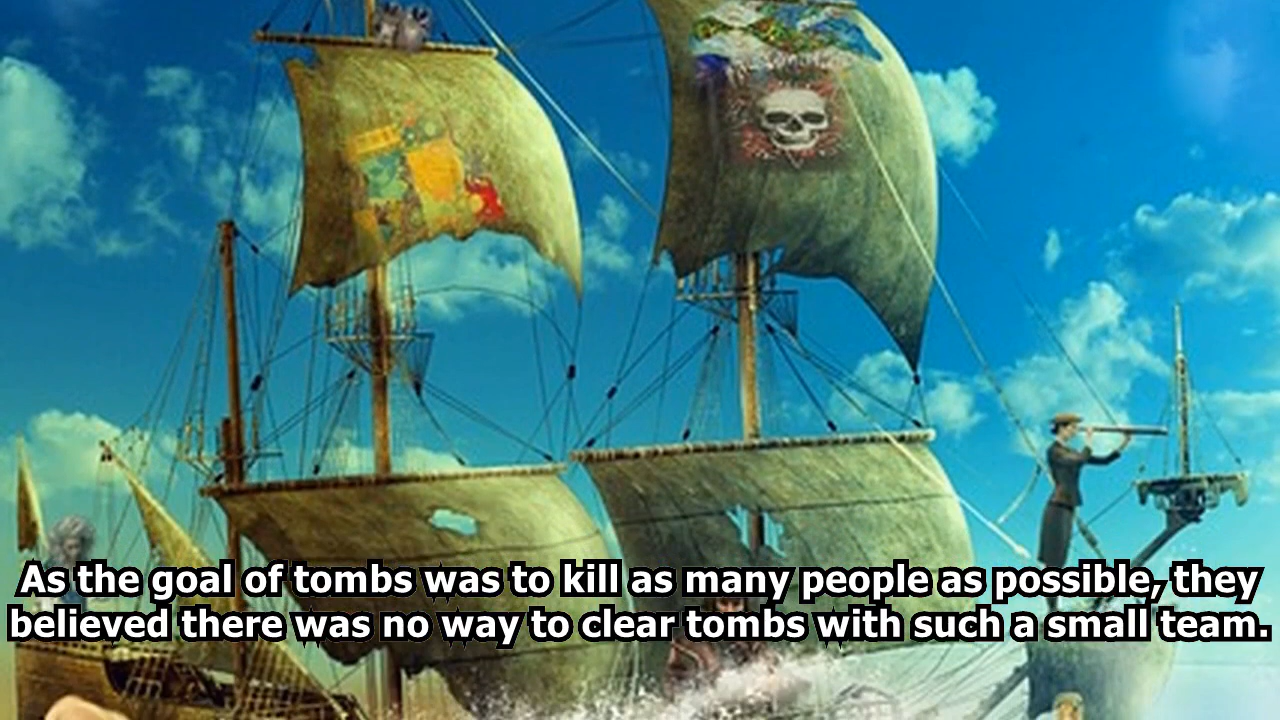 As the goal of tombs was to kill as many people as possible, they
believed there was no way to clear tombs with such a small team.